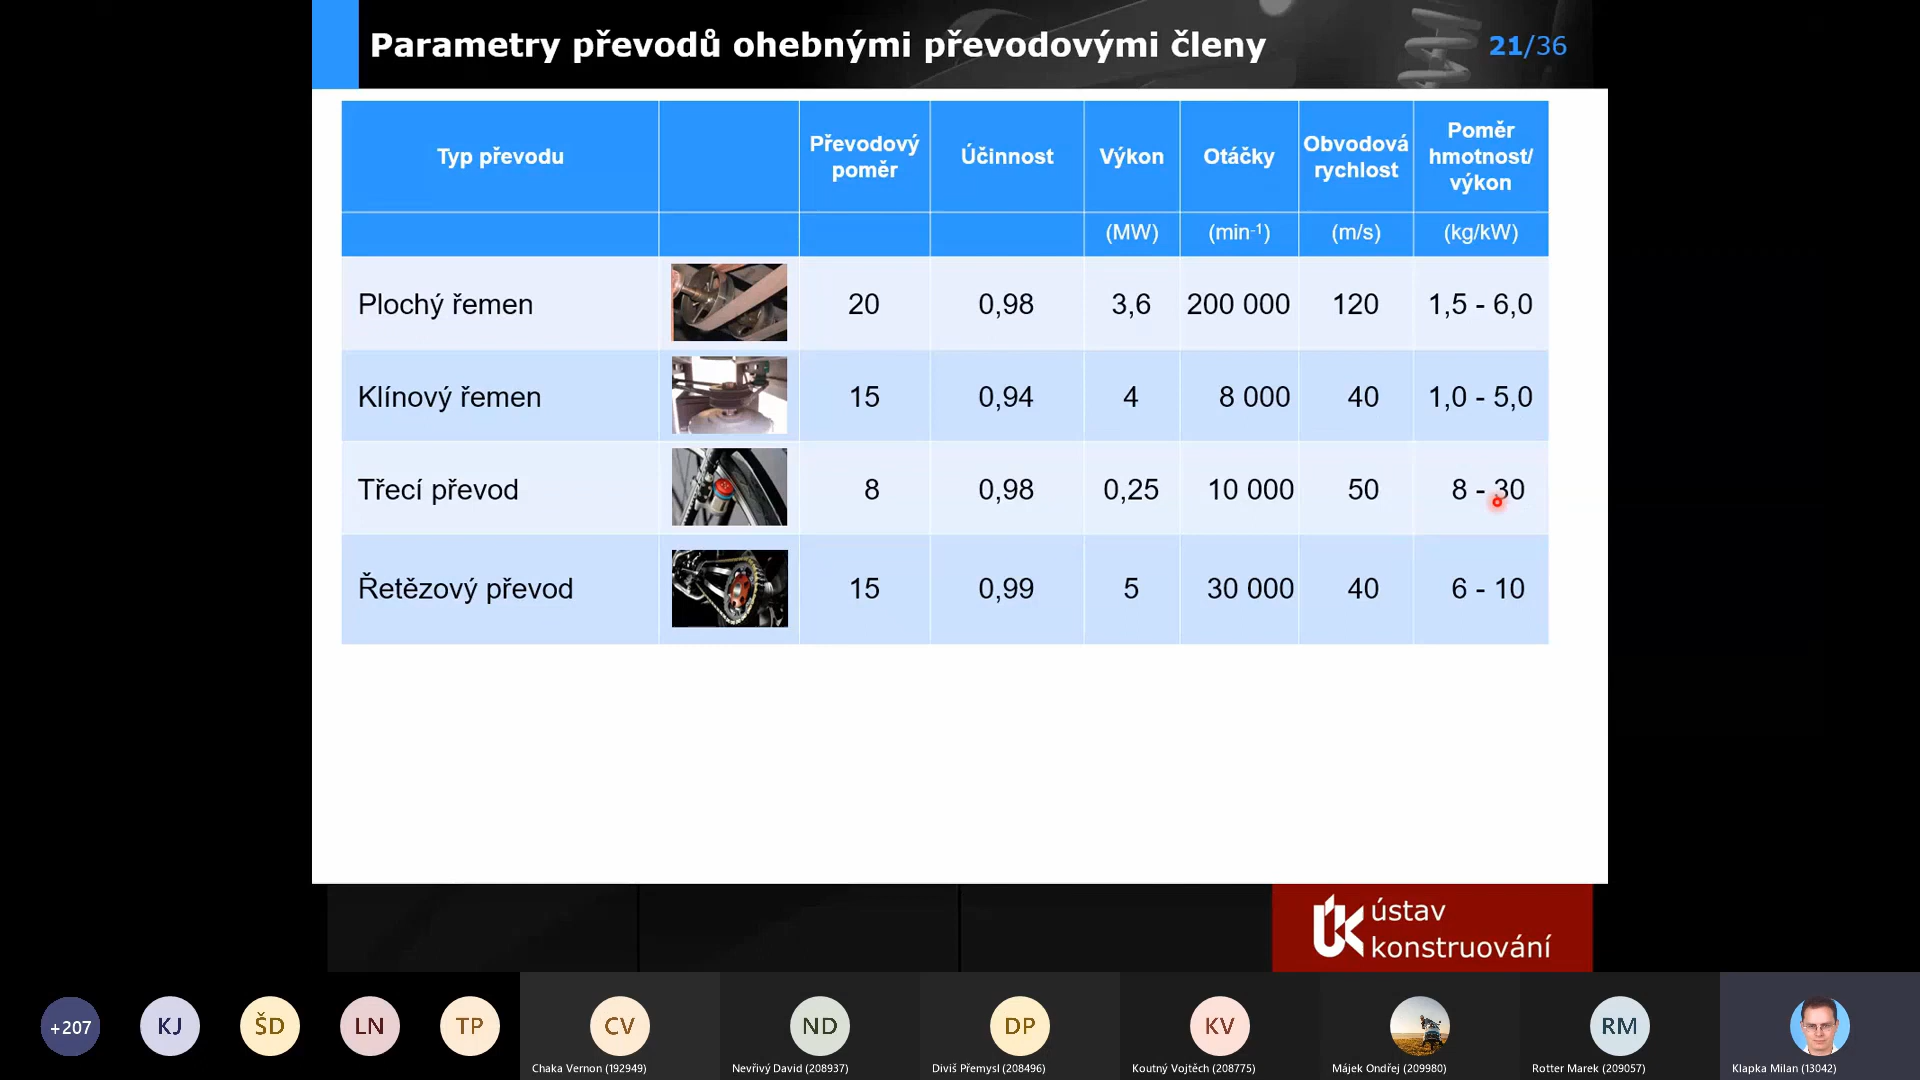 Parametry převodů ohebnými převodovými členy
21/36
Typ převodu
Převodový poměr
Účinnost
Výkon
Otáčky
Obvodová rychlost
Poměr hmotnost/ výkon
(MW)
(min-1)
(m/s)
(kg/kW)
Plochý řemen 20 0,98 3,6 200 000 120 1,5 - 6,0
Klínový řemen 15 0,94 4 8 000 40 1,0 - 5,0
Třecí převod 8 0,98 0,25 10 000 50 8 - 30
Řetězový převod 15 0,99 5 30 000 40 6 - 10
ústav
konstruování
+207
KJ
ŠD
LN
TP
CV
ND
DP
KV
RM
Chaka Vernon (192949)
Nevřivý David (208937)
Diviš Přemysl (208496)
Koutný Vojtěch (208775)
Májek Ondřej (209980)
Rotter Marek (209057)
Klapka Milan (13042)